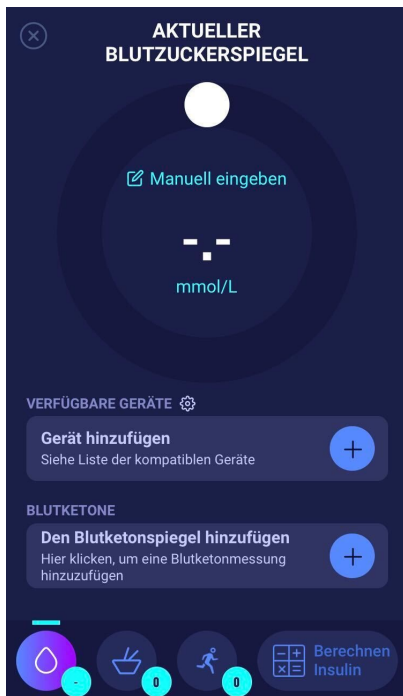 AKTUELLER
BLUTZUCKERSPIEGEL
Manuell eingeben
-.-
mmol/L
VERFÜGBARE GERÄTE
Gerät hinzufügen
Siehe Liste der kompatiblen Geräte
BLUTKETONE
Den Blutketonspiegel hinzufügen
Hier klicken, um eine Blutketonmessung
hinzuzufügen
- 0 0
Berechnen
Insulin